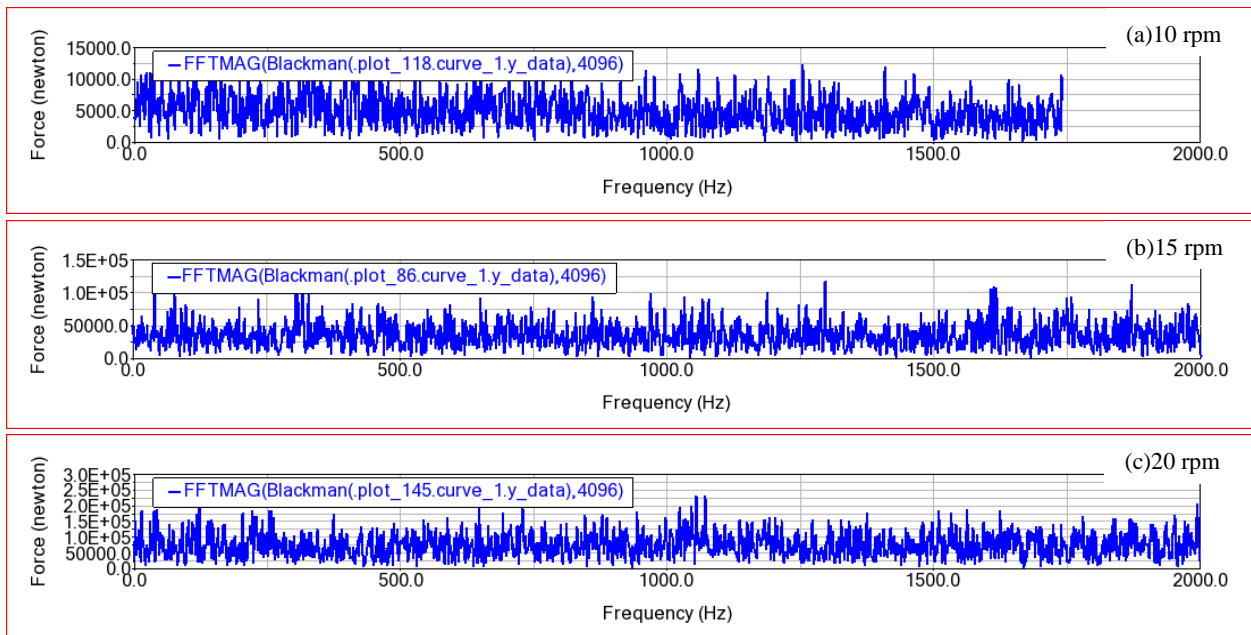 (a)10 rpm
15000.0
FFTMAG(Blackman(.plot_118.curve_1.y_data),4096)
10000.0
5000.0
0.0
Force (newton)
0.0 500.0 1000.0 1500.0 2000.0
Frequency (Hz)
(b)15 rpm
1.5E+05
FFTMAG(Blackman(.plot_86.curve_1.y_data),4096)
1.0E+05
50000.0
0.0
Force (newton)
0.0 500.0 1000.0 1500.0 2000.0
Frequency (Hz)
(c)20 rpm
3.0E+05
2.5E+05
FFTMAG(Blackman(.plot_145.curve_1.y_data),4096)
2.0E+05
1.5E+05
1.0E+05
50000.0
0.0
Force (newton)
0.0 500.0 1000.0 1500.0 2000.0
Frequency (Hz)